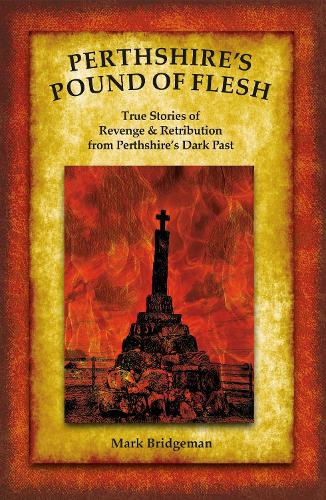 PERTHSHIRE'S
POUND OF FLESH
True Stories of
Revenge & Retribution
from Perthshire's Dark Past
Mark Bridgeman